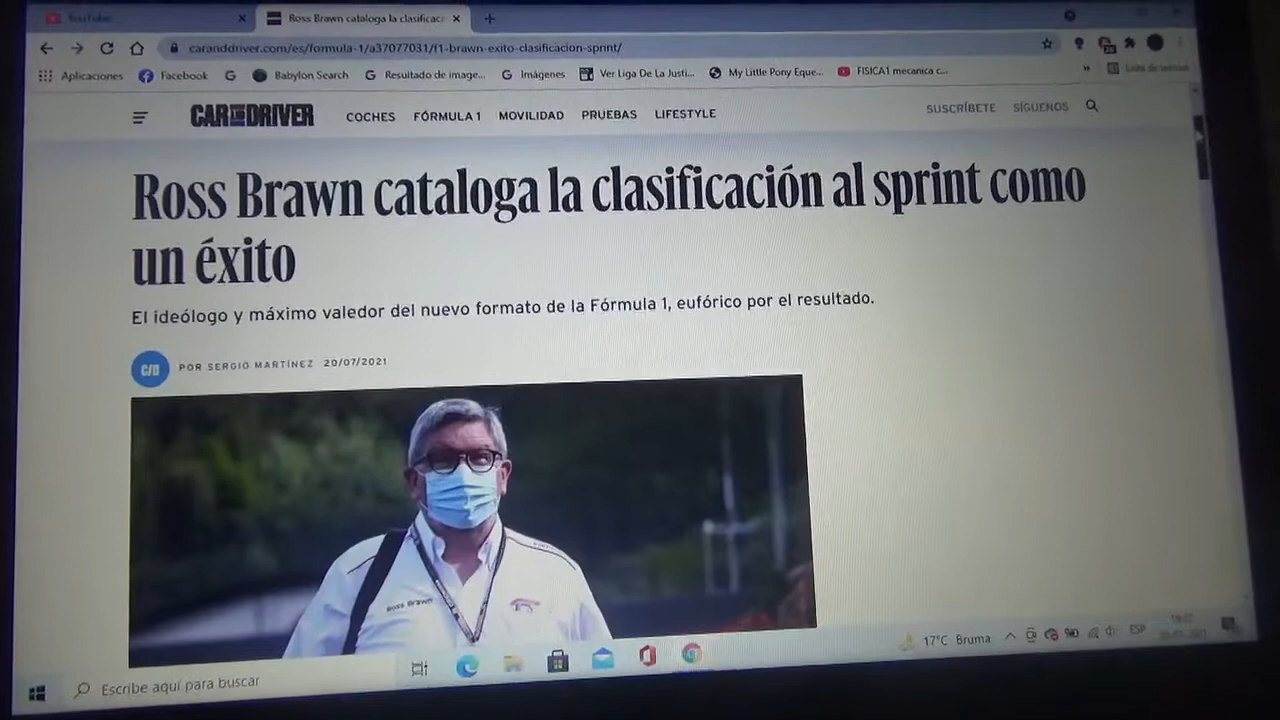 YouTube
Ross Brawn cataloga la clasificac
caranddriver.com/es/formula-1/a37077031/f1-brawn-exito-clasificacion-sprint/
Aplicaciones Facebook Babylon Search Resultado de image... Imágenes Ver Liga De La Justi... My Little Pony Eque... FISICA1 mecanica c... »
CAR AND DRIVER COCHES FÓRMULA 1 MOVILIDAD PRUEBAS LIFESTYLE SUSCRÍBETE SÍGUENOS
Ross Brawn cataloga la clasificación al sprint como
un éxito
El ideólogo y máximo valedor del nuevo formato de la Fórmula 1, eufórico por el resultado.
C/D POR SERGIO MARTÍNEZ 20/07/2021
Ross Brawn
Escribe aquí para buscar 17°C Bruma ESP